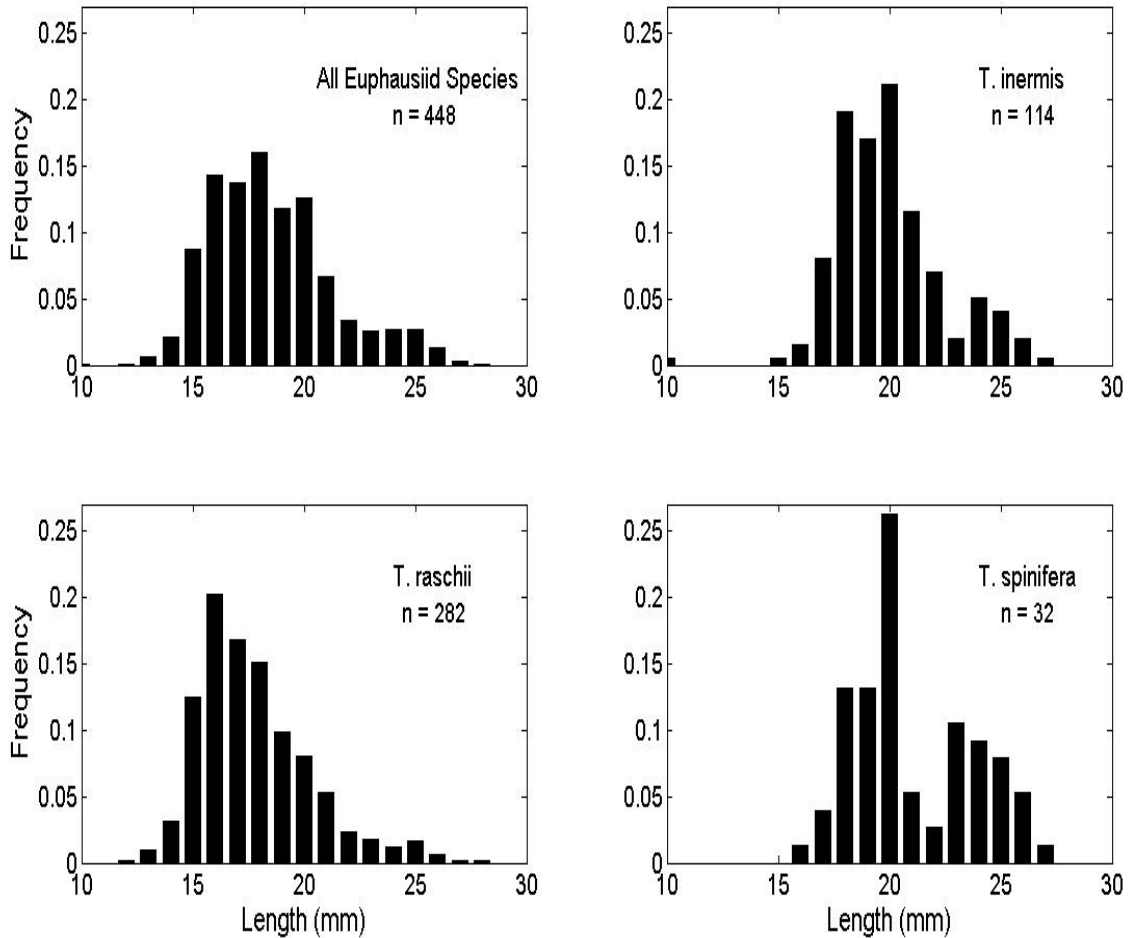 0.25
0.2
0.15
0.1
0.05
0
Frequency
All Euphausiid Species
n = 448
10 15 20 25 30
0.25
0.2
0.15
0.1
0.05
0
T. inermis
n = 114
10 15 20 25 30
0.25
0.2
0.15
0.1
0.05
0
Frequency
T. raschii
n = 282
10 15 20 25 30
Length (mm)
0.25
0.2
0.15
0.1
0.05
0
T. spinifera
n = 32
10 15 20 25 30
Length (mm)